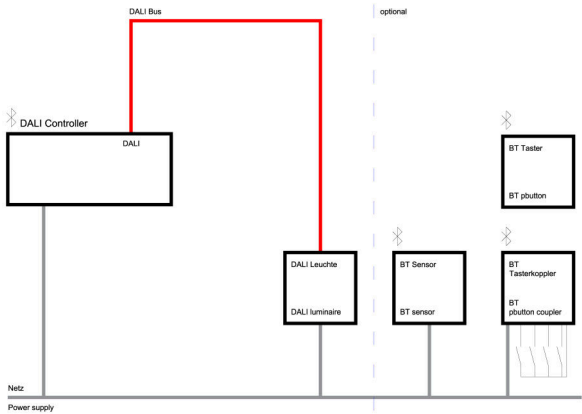 DALI Bus
optional
DALI Controller
DALI
BT Taster
BT pbutton
DALI Leuchte
DALI luminaire
BT Sensor
BT sensor
BT
Tasterkoppler
BT
pbutton coupler
Netz
Power supply